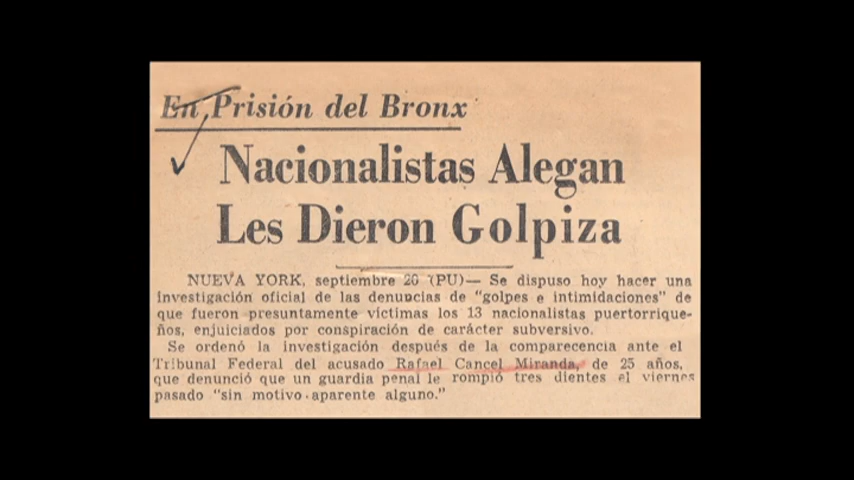 En Prisión del Bronx
Nacionalistas Alegan
Les Dieron Golpiza
NUEVA YORK, septiembre 26 (PU)— Se dispuso hoy hacer una
investigación oficial de las denuncias de "golpes e intimidaciones" de
que fueron presuntamente víctimas los 13 nacionalistas puertorrique-
ños, enjuiciados por conspiración de carácter subversivo.
Se ordenó la investigación después de la comparecencia ante el
Tribunal Federal del acusado Rafael Cancel Miranda, de 25 años,
que denunció que un guardia penal le rompió tres dientes el viernes
pasado "sin motivo aparente alguno."